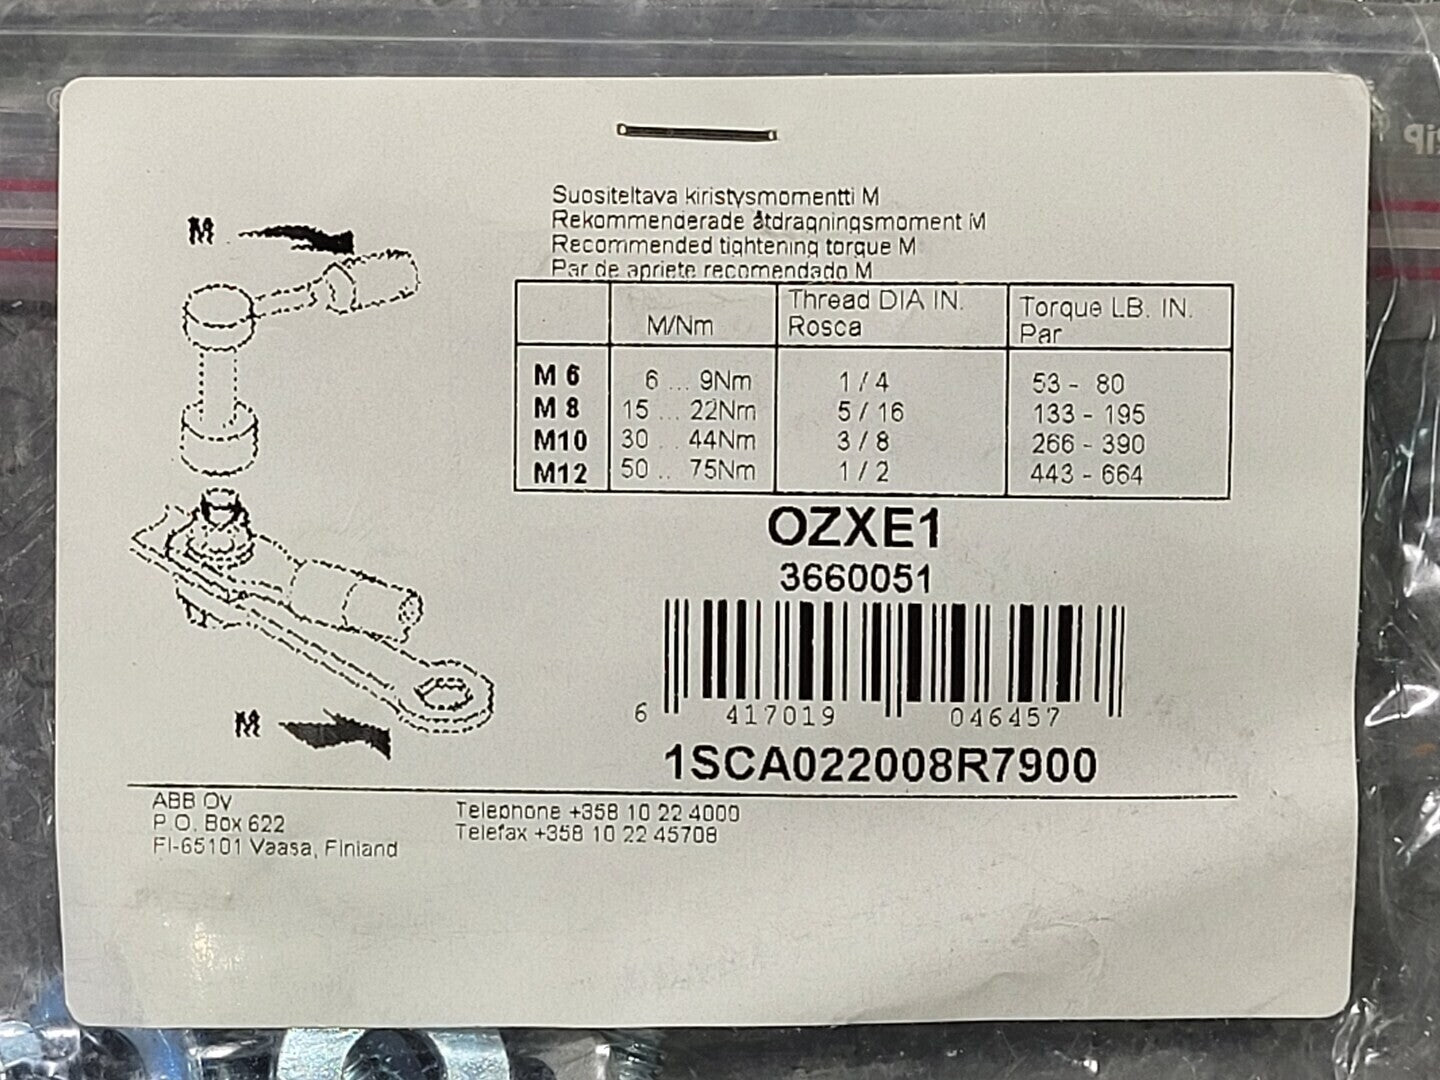 M
Suositeltava kiristysmomentti M
Rekommenderade åtdragningsmoment M
Recommended tightening torque M
Par de apriete recomendado M
M/Nm Thread DIA IN. Rosca Torque LB. IN. Par
M 6 6 ... 9Nm 1 / 4 53 - 80
M 8 15 ... 22Nm 5 / 16 133 - 195
M10 30 ... 44Nm 3 / 8 266 - 390
M12 50 ... 75Nm 1 / 2 443 - 664
OZXE1
3660051
6 417019 046457
M
1SCA022008R7900
ABB Oy
P.O. Box 622
FI-65101 Vaasa, Finland
Telephone +358 10 22 4000
Telefax +358 10 22 45708